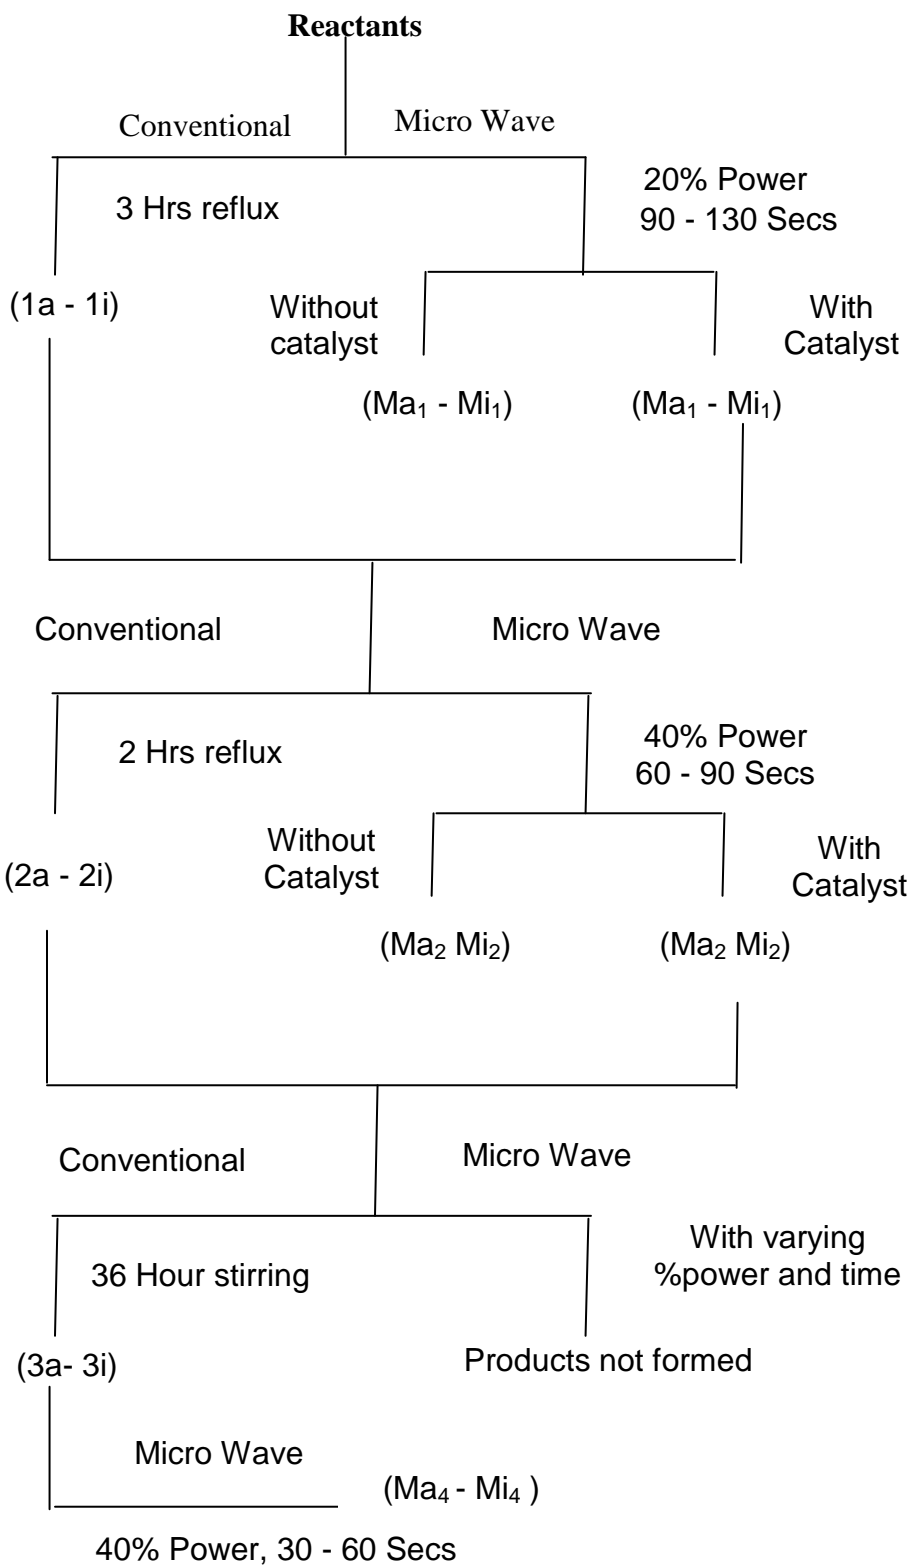 Reactants
Conventional
Micro Wave
3 Hrs reflux
20% Power
90 - 130 Secs
(1a - 1i)
Without
catalyst
With
Catalyst
(Ma₁ - Mi₁)
(Ma₁ - Mi₁)
Conventional
Micro Wave
2 Hrs reflux
40% Power
60 - 90 Secs
(2a - 2i)
Without
Catalyst
With
Catalyst
(Ma₂ Mi₂)
(Ma₂ Mi₂)
Conventional
Micro Wave
36 Hour stirring
With varying
%power and time
(3a- 3i)
Products not formed
Micro Wave
(Ma₄ - Mi₄ )
40% Power, 30 - 60 Secs